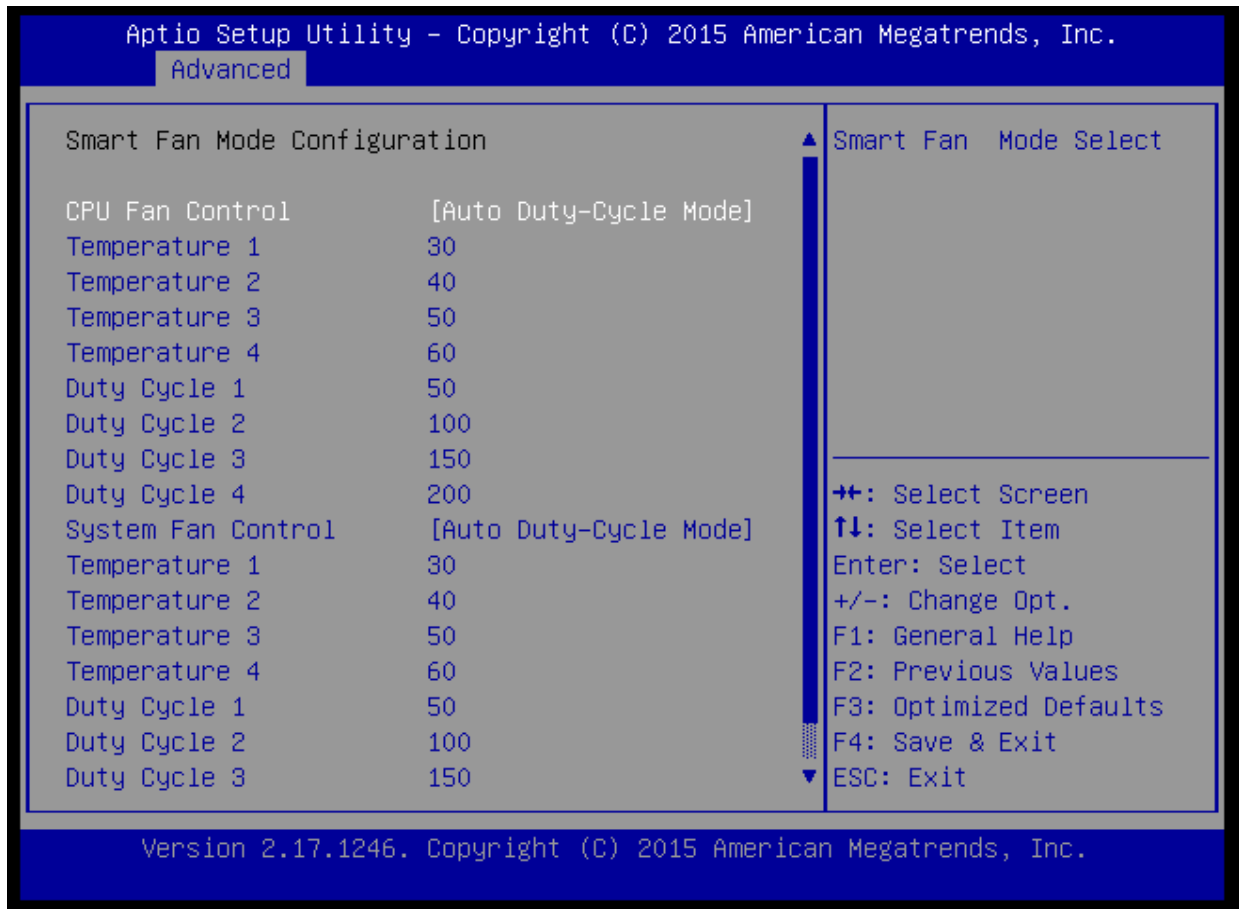 Aptio Setup Utility – Copyright (C) 2015 American Megatrends, Inc.
Advanced
Smart Fan Mode Configuration
CPU Fan Control [Auto Duty-Cycle Mode]
Temperature 1 30
Temperature 2 40
Temperature 3 50
Temperature 4 60
Duty Cycle 1 50
Duty Cycle 2 100
Duty Cycle 3 150
Duty Cycle 4 200
System Fan Control [Auto Duty-Cycle Mode]
Temperature 1 30
Temperature 2 40
Temperature 3 50
Temperature 4 60
Duty Cycle 1 50
Duty Cycle 2 100
Duty Cycle 3 150
Smart Fan Mode Select
→←: Select Screen
↑↓: Select Item
Enter: Select
+/-: Change Opt.
F1: General Help
F2: Previous Values
F3: Optimized Defaults
F4: Save & Exit
ESC: Exit
Version 2.17.1246. Copyright (C) 2015 American Megatrends, Inc.